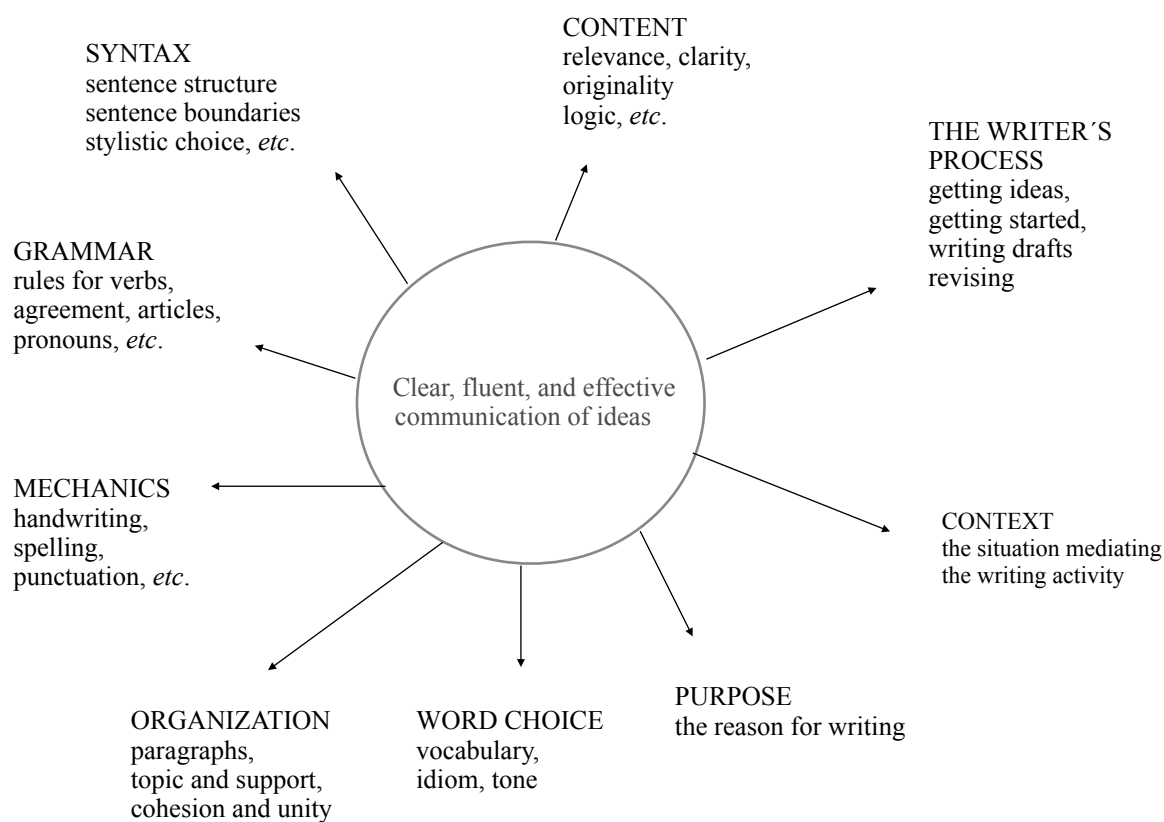 SYNTAX
sentence structure
sentence boundaries
stylistic choice, etc.
CONTENT
relevance, clarity,
originality
logic, etc.
THE WRITER´S
PROCESS
getting ideas,
getting started,
writing drafts
revising
GRAMMAR
rules for verbs,
agreement, articles,
pronouns, etc.
Clear, fluent, and effective
communication of ideas
MECHANICS
handwriting,
spelling,
punctuation, etc.
CONTEXT
the situation mediating
the writing activity
ORGANIZATION
paragraphs,
topic and support,
cohesion and unity
WORD CHOICE
vocabulary,
idiom, tone
PURPOSE
the reason for writing